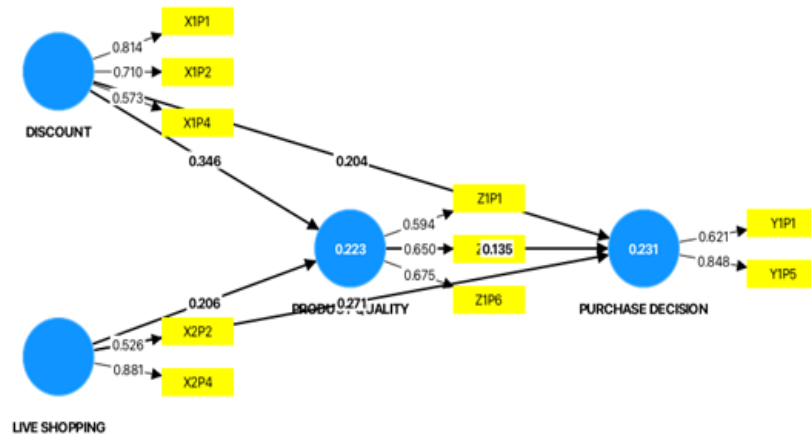 X1P1
0.814
X1P2
0.710
0.573
X1P4
DISCOUNT
0.346
0.204
Z1P1
0.594
0.223
0.650
0.135
0.231
0.621
Y1P1
0.848
Y1P5
0.675
Z1P6
0.206
0.271
PRODUCT QUALITY
PURCHASE DECISION
X2P2
0.526
0.881
X2P4
LIVE SHOPPING